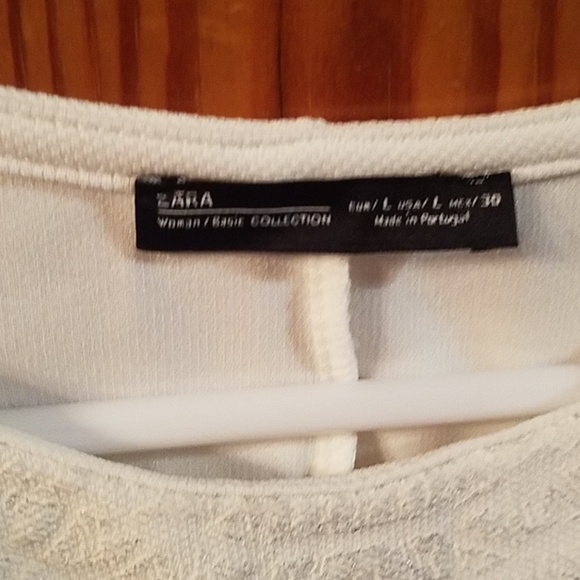 ZARA
Woman / Basic COLLECTION
EUR/ L USA/ L MEX/ 30
Made in Portugal